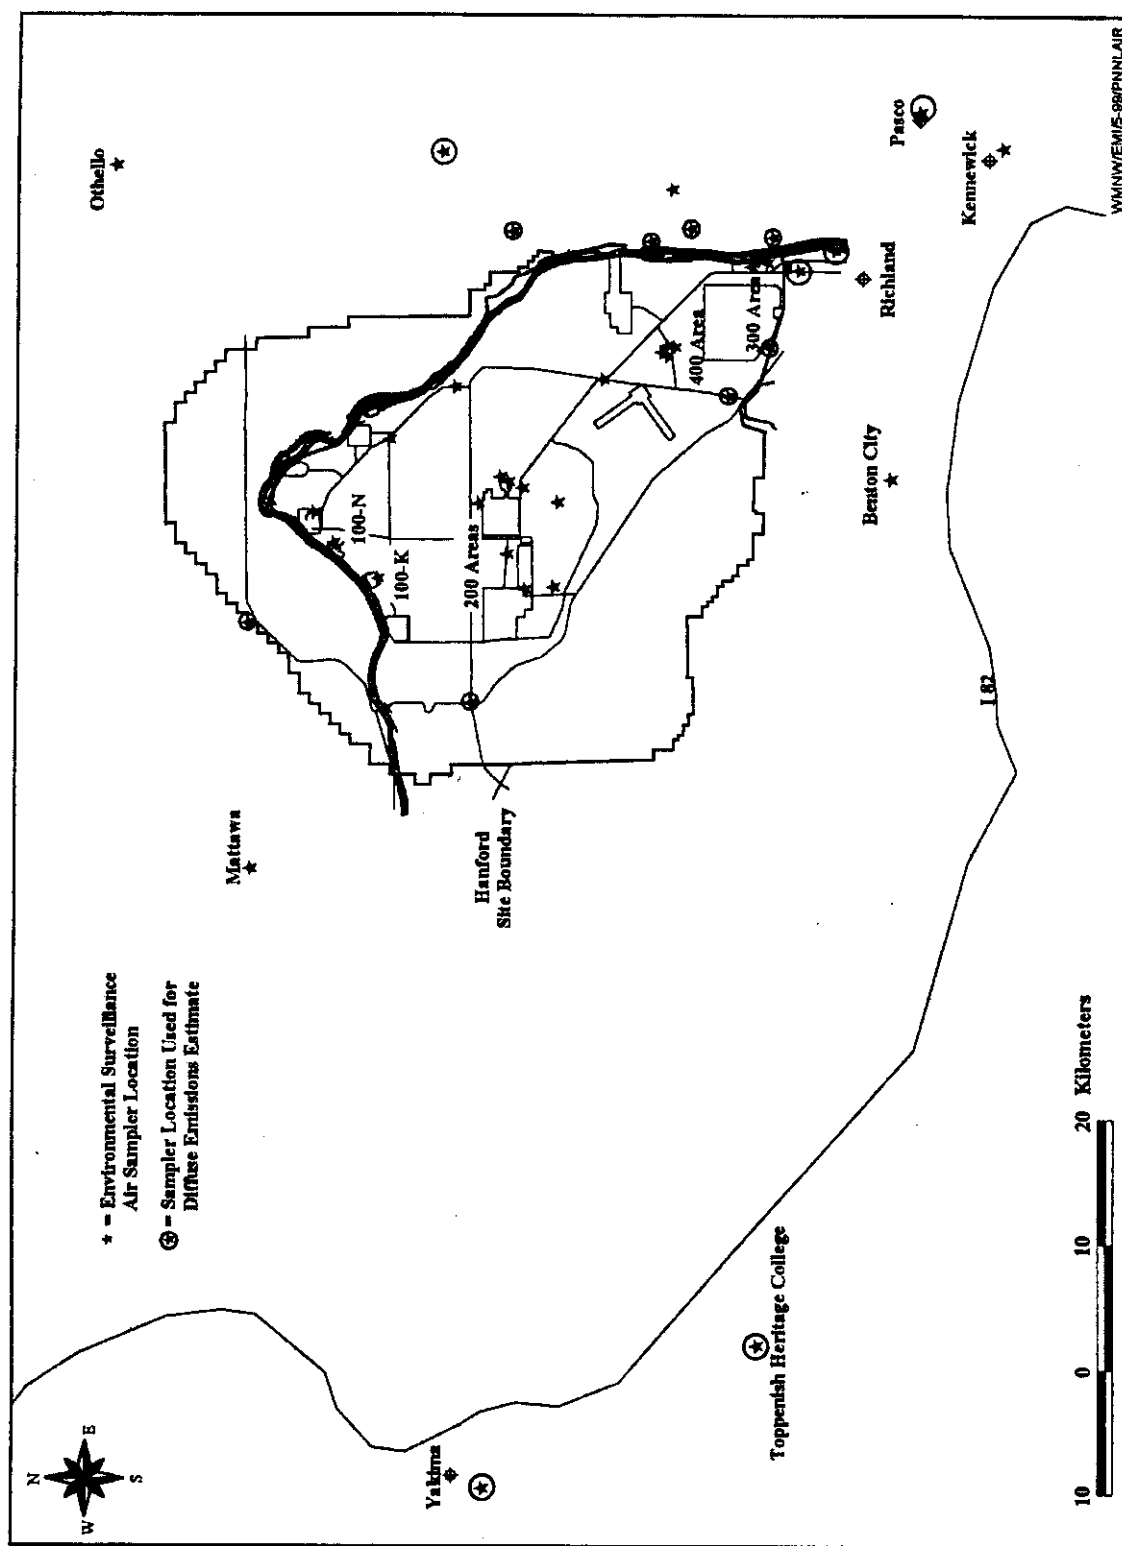 N
W
E
S
★ = Environmental Surveillance
Air Sampler Location
= Sampler Location Used for
Diffuse Emissions Estimate
Othello
Mattawa
Yakima
Toppenish Heritage College
Hanford
Site Boundary
100-N
100-K
200 Areas
400 Area
300 Area
Richland
Pasco
Kennewick
Benton City
I 82
10 0 10 20 Kilometers
WMNW/EMI/5-99/PNNLAIR